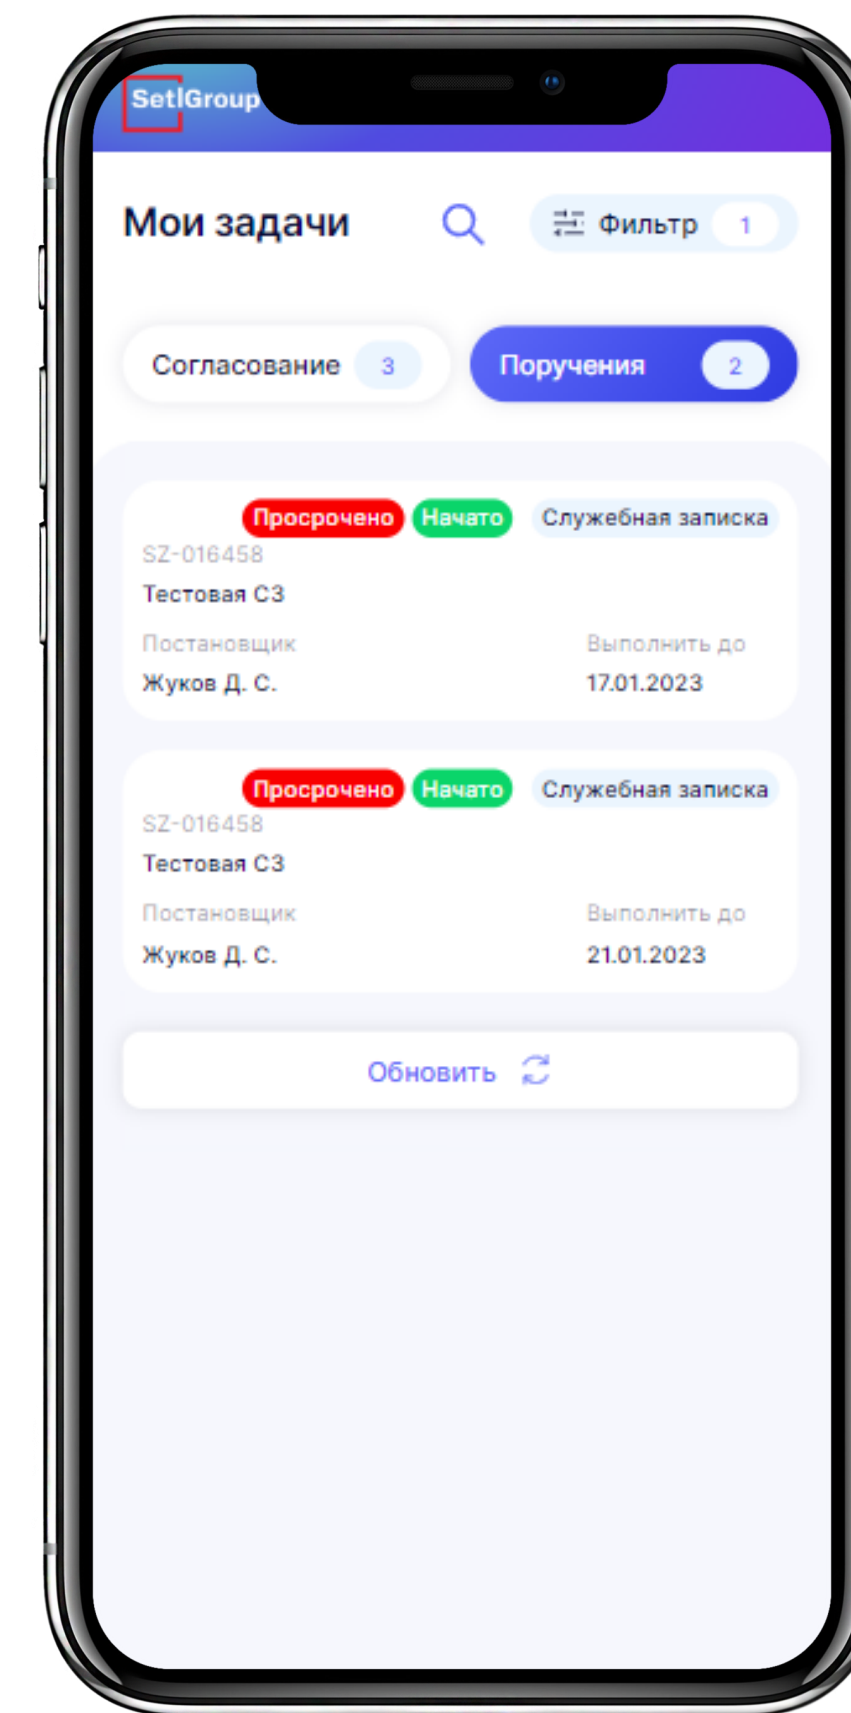 SetlGroup
Мои задачи Фильтр 1
Согласование 3 Поручения 2
Просрочено Начато Служебная записка
SZ-016458
Тестовая СЗ
Постановщик Выполнить до
Жуков Д. С. 17.01.2023
Просрочено Начато Служебная записка
SZ-016458
Тестовая СЗ
Постановщик Выполнить до
Жуков Д. С. 21.01.2023
Обновить